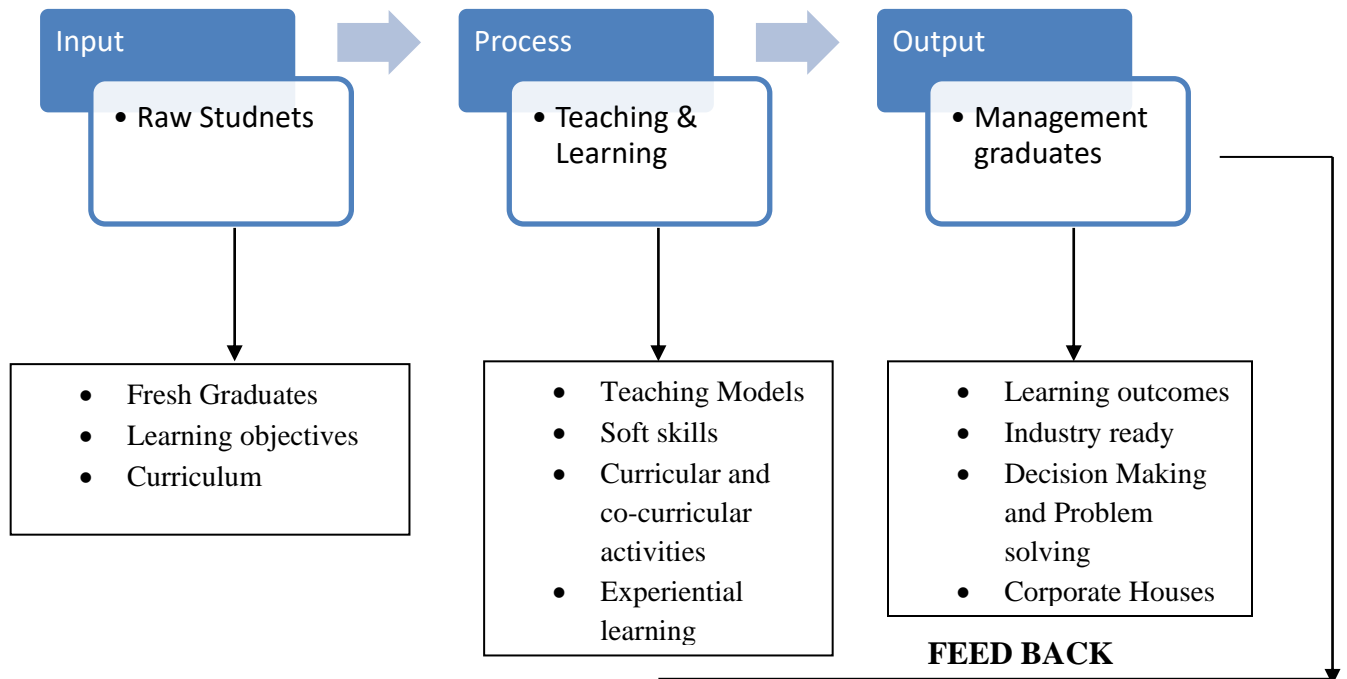 Input
• Raw Studnets
Process
• Teaching &
Learning
Output
• Management
graduates
• Fresh Graduates
• Learning objectives
• Curriculum
• Teaching Models
• Soft skills
• Curricular and
co-curricular
activities
• Experiential
learning
• Learning outcomes
• Industry ready
• Decision Making
and Problem
solving
• Corporate Houses
FEED BACK